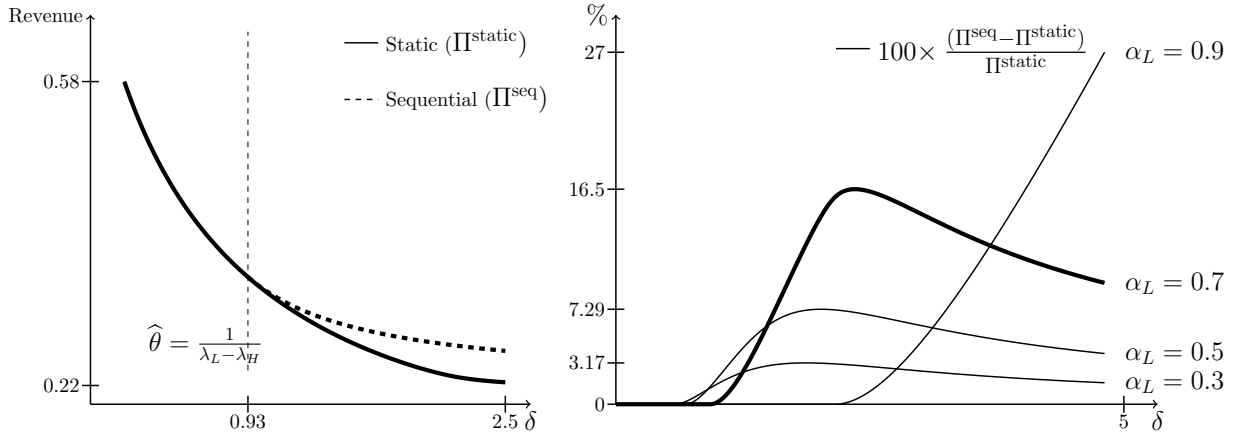 Revenue
Static (Π^static)
Sequential (Π^seq)
0.58
0.22
θ̂ = 1/(λ_L−λ_H)
0.93
2.5 δ
%
27
16.5
7.29
3.17
0
100× (Π^seq−Π^static)/Π^static
α_L = 0.9
α_L = 0.7
α_L = 0.5
α_L = 0.3
5 δ